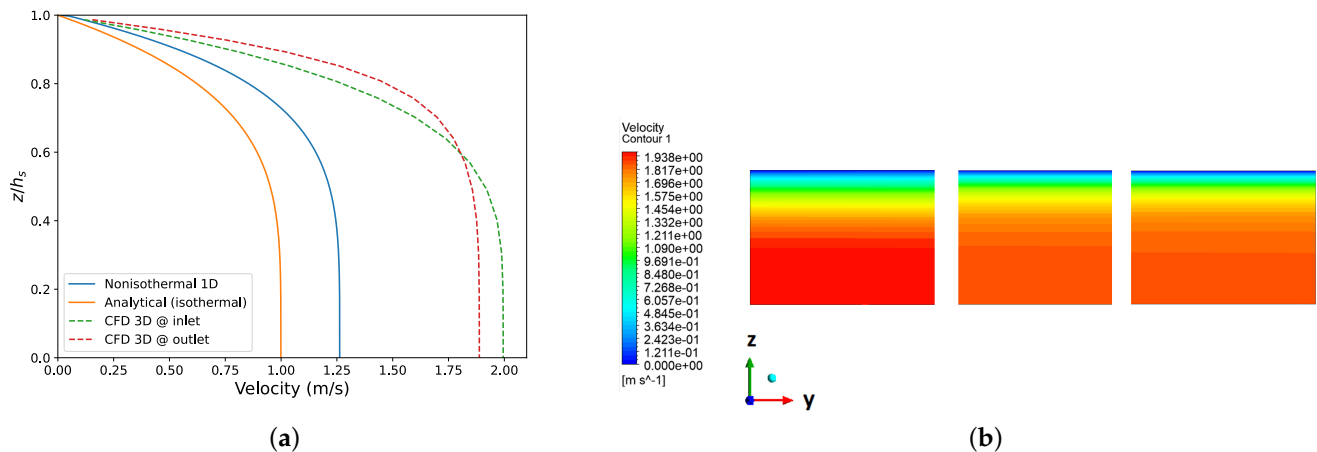 1.0
0.8
0.6
0.4
0.2
0.0
z/hₛ
Nonisothermal 1D
Analytical (isothermal)
CFD 3D @ inlet
CFD 3D @ outlet
0.00 0.25 0.50 0.75 1.00 1.25 1.50 1.75 2.00
Velocity (m/s)
(a)
Velocity
Contour 1
1.938e+00
1.817e+00
1.696e+00
1.575e+00
1.454e+00
1.332e+00
1.211e+00
1.090e+00
9.691e-01
8.480e-01
7.268e-01
6.057e-01
4.845e-01
3.634e-01
2.423e-01
1.211e-01
0.000e+00
[m s^-1]
z
y
(b)